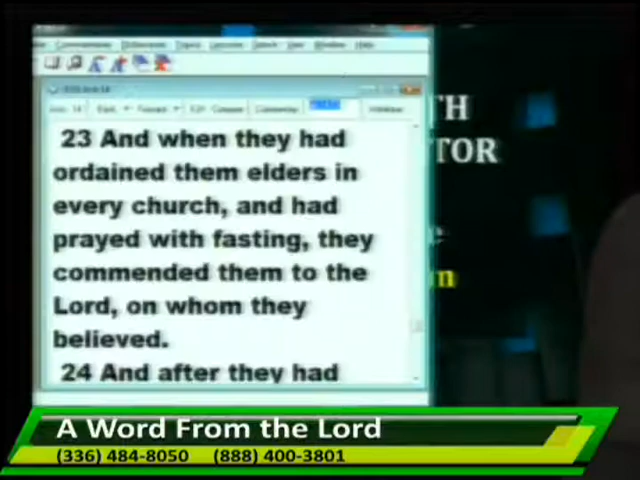 23 And when they had
ordained them elders in
every church, and had
prayed with fasting, they
commended them to the
Lord, on whom they
believed.
24 And after they had
TH
TOR
A Word From the Lord
(336) 484-8050 (888) 400-3801